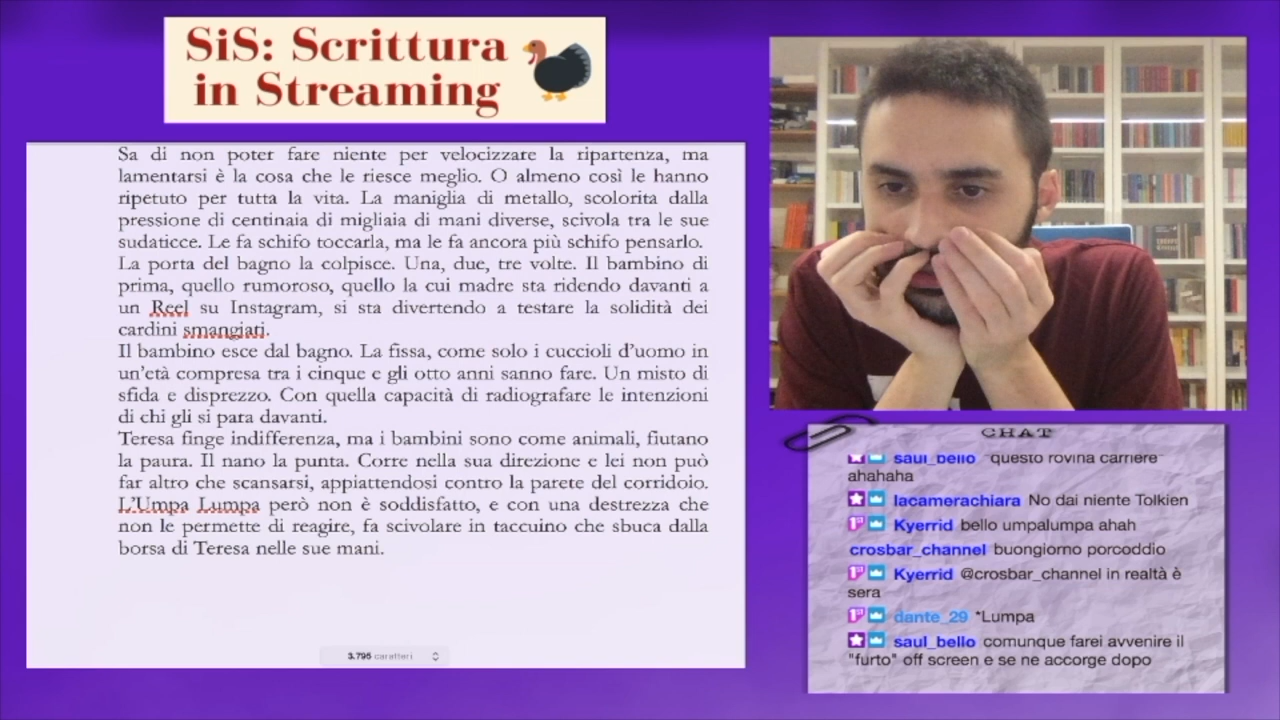 SiS: Scrittura
in Streaming
Sa di non poter fare niente per velocizzare la ripartenza, ma
lamentarsi è la cosa che le riesce meglio. O almeno così le hanno
ripetuto per tutta la vita. La maniglia di metallo, scolorita dalla
pressione di centinaia di migliaia di mani diverse, scivola tra le sue
sudaticce. Le fa schifo toccarla, ma le fa ancora più schifo pensarlo.
La porta del bagno la colpisce. Una, due, tre volte. Il bambino di
prima, quello rumoroso, quello la cui madre sta ridendo davanti a
un Reel su Instagram, si sta divertendo a testare la solidità dei
cardini smangiati.
Il bambino esce dal bagno. La fissa, come solo i cuccioli d’uomo in
un’età compresa tra i cinque e gli otto anni sanno fare. Un misto di
sfida e disprezzo. Con quella capacità di radiografare le intenzioni
di chi gli si para davanti.
Teresa finge indifferenza, ma i bambini sono come animali, fiutano
la paura. Il nano la punta. Corre nella sua direzione e lei non può
far altro che scansarsi, appiattendosi contro la parete del corridoio.
L’Umpa Lumpa però non è soddisfatto, e con una destrezza che
non le permette di reagire, fa scivolare in taccuino che sbuca dalla
borsa di Teresa nelle sue mani.
3.795 caratteri
CHAT
saul_bello "questo rovina carriere"
ahahaha
lacamerachiara No dai niente Tolkien
Kyerrid bello umpalumpa ahah
crosbar_channel buongiorno porcoddio
Kyerrid @crosbar_channel in realtà è
sera
dante_29 *Lumpa
saul_bello comunque farei avvenire il
"furto" off screen e se ne accorge dopo